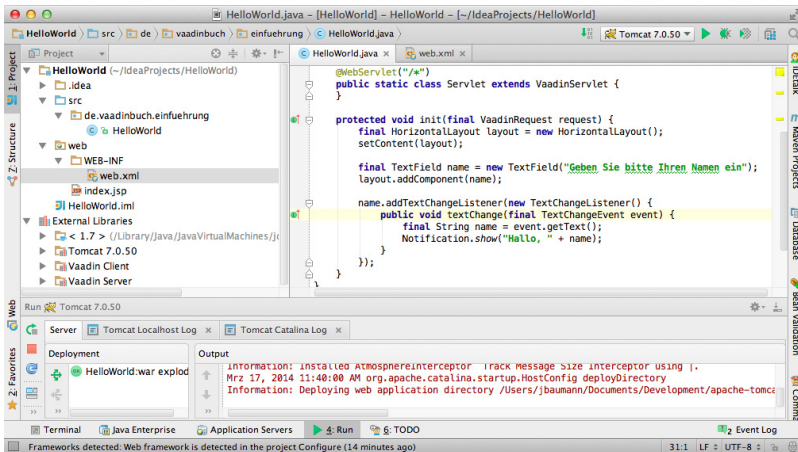 HelloWorld.java - [HelloWorld] - HelloWorld - [~/IdeaProjects/HelloWorld]
HelloWorld src de vaadinbuch einfuehrung HelloWorld.java Tomcat 7.0.50
1: Project
7: Structure
Web
2: Favorites
Project
HelloWorld (~/IdeaProjects/HelloWorld)
.idea
src
de.vaadinbuch.einfuehrung
HelloWorld
web
WEB-INF
web.xml
index.jsp
HelloWorld.iml
External Libraries
< 1.7 > (/Library/Java/JavaVirtualMachines/j
Tomcat 7.0.50
Vaadin Client
Vaadin Server
HelloWorld.java × web.xml ×
@WebServlet("/*")
public static class Servlet extends VaadinServlet {
}
protected void init(final VaadinRequest request) {
final HorizontalLayout layout = new HorizontalLayout();
setContent(layout);
final TextField name = new TextField("Geben Sie bitte Ihren Namen ein");
layout.addComponent(name);
name.addTextChangeListener(new TextChangeListener() {
public void textChange(final TextChangeEvent event) {
final String name = event.getText();
Notification.show("Hallo, " + name);
}
});
}
}
IDEtalk
Maven Projects
Database
Bean Validation
Comma
Run Tomcat 7.0.50
Server Tomcat Localhost Log × Tomcat Catalina Log ×
Deployment
HelloWorld:war explod
Output
Information: Installed AtmosphereInterceptor Track Message Size Interceptor using |.
Mrz 17, 2014 11:40:00 AM org.apache.catalina.startup.HostConfig deployDirectory
Information: Deploying web application directory /Users/jbaumann/Documents/Development/apache-tomca
Terminal Java Enterprise Application Servers 4: Run 6: TODO 2 Event Log
Frameworks detected: Web framework is detected in the project Configure (14 minutes ago) 31:1 LF UTF-8